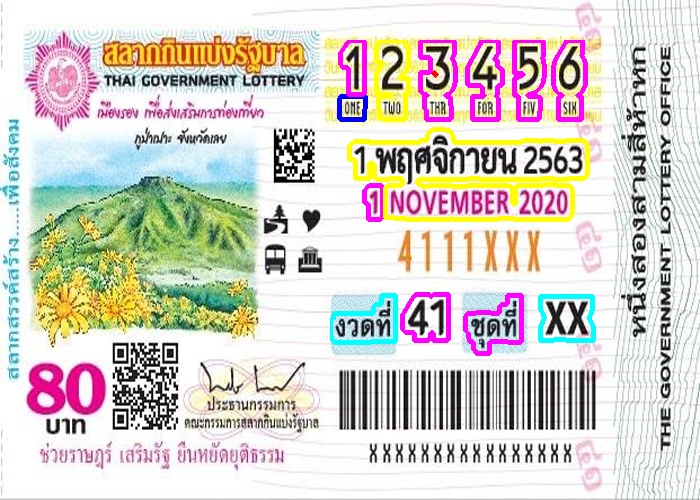 สลากกินแบ่งรัฐบาล
THAI GOVERNMENT LOTTERY
เมืองรอง เพื่อส่งเสริมการท่องเที่ยว
ภูป่าเปาะ จังหวัดเลย
สลากสรรค์สร้าง.....เพื่อสังคม
80
บาท
ประธานกรรมการ
คณะกรรมการสลากกินแบ่งรัฐบาล
ช่วยราษฎร์ เสริมรัฐ ยืนหยัดยุติธรรม
1 2 3 4 5 6
ONE TWO THR FOR FIV SIX
1 พฤศจิกายน 2563
1 NOVEMBER 2020
4111XXX
งวดที่ 41 ชุดที่ XX
XXXXXXXXXXXXXXXX
หนึ่งสองสามสี่ห้าหก
THE GOVERNMENT LOTTERY OFFICE